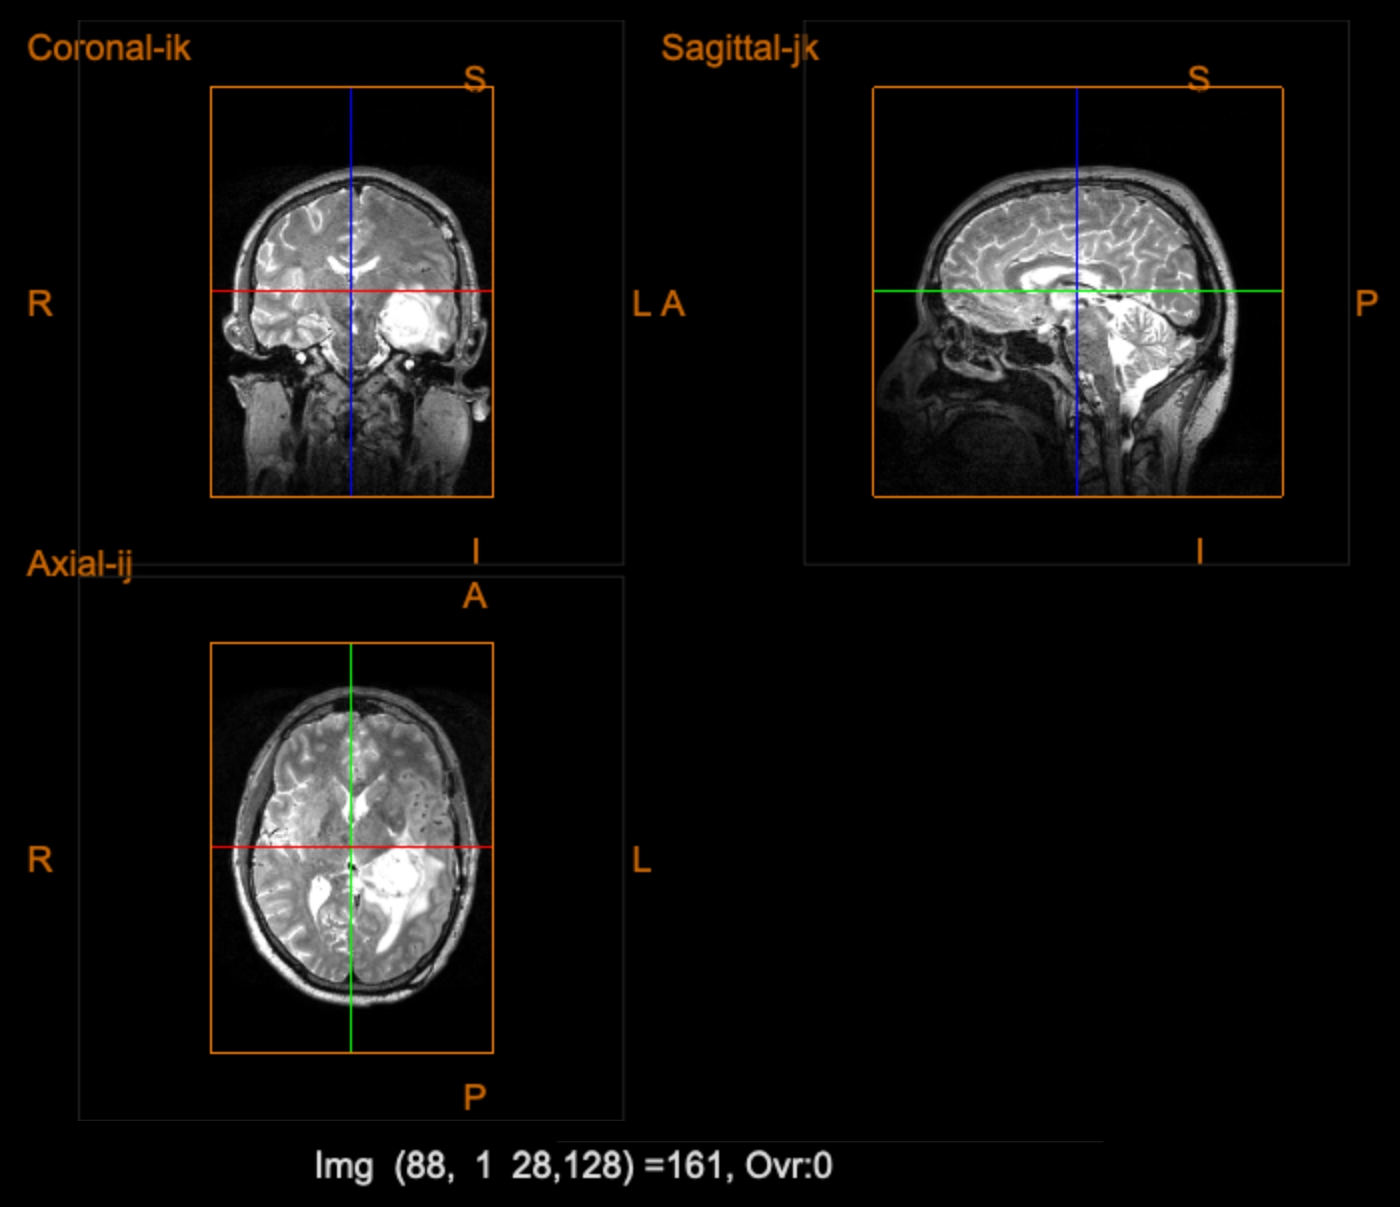 Coronal-ik
S
R
L
I
Sagittal-jk
S
A
P
I
Axial-ij
A
R
L
P
Img (88, 1 28,128) =161, Ovr:0